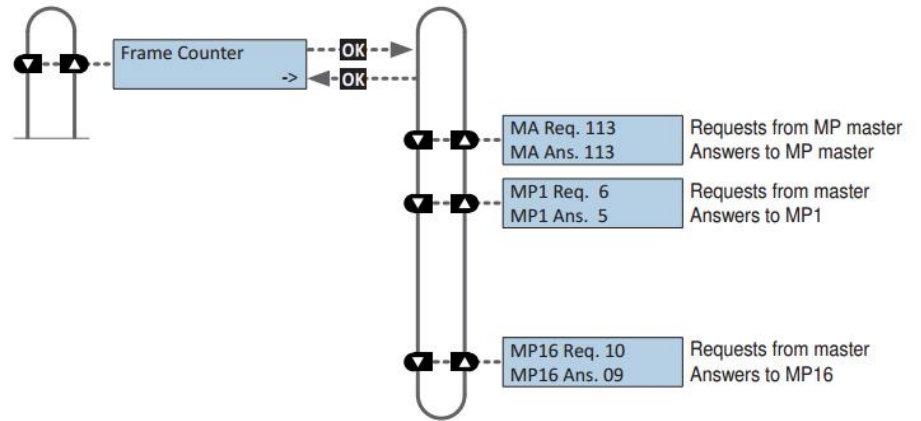 Frame Counter
->
OK
OK
MA Req. 113
MA Ans. 113
Requests from MP master
Answers to MP master
MP1 Req. 6
MP1 Ans. 5
Requests from master
Answers to MP1
MP16 Req. 10
MP16 Ans. 09
Requests from master
Answers to MP16